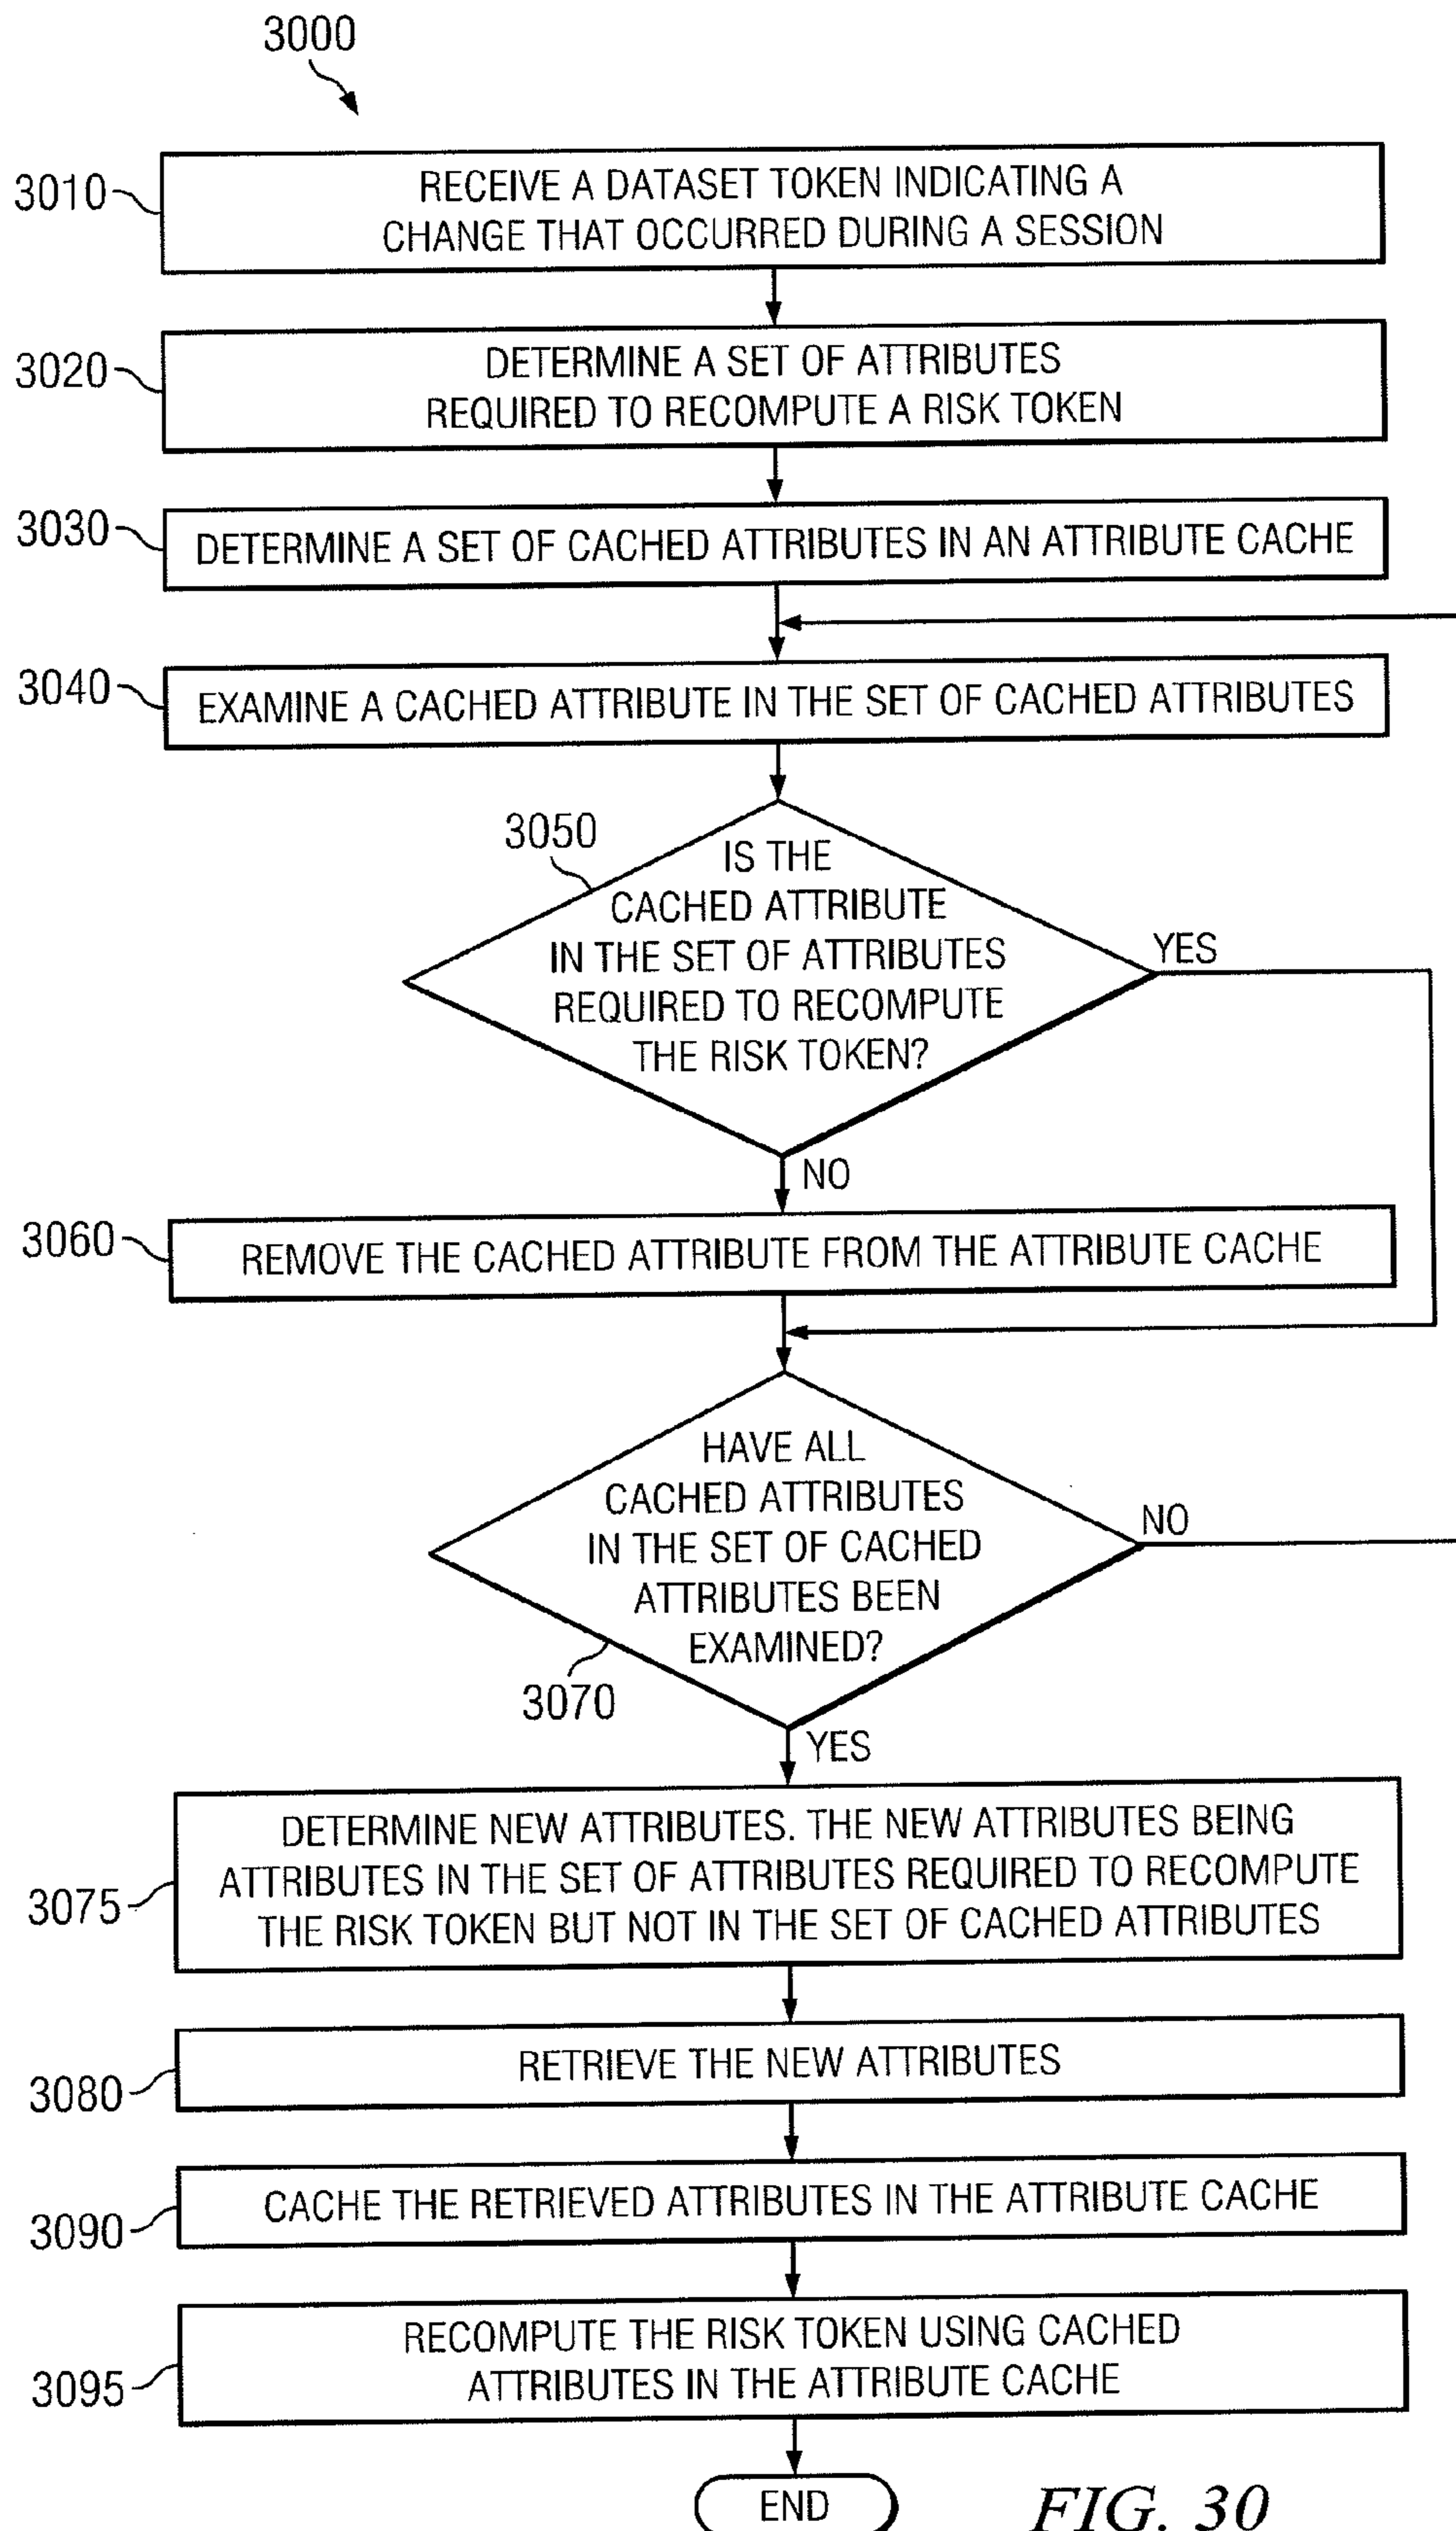 3000
3010
RECEIVE A DATASET TOKEN INDICATING A
CHANGE THAT OCCURRED DURING A SESSION
3020
DETERMINE A SET OF ATTRIBUTES
REQUIRED TO RECOMPUTE A RISK TOKEN
3030
DETERMINE A SET OF CACHED ATTRIBUTES IN AN ATTRIBUTE CACHE
3040
EXAMINE A CACHED ATTRIBUTE IN THE SET OF CACHED ATTRIBUTES
3050
IS THE
CACHED ATTRIBUTE
IN THE SET OF ATTRIBUTES
REQUIRED TO RECOMPUTE
THE RISK TOKEN?
YES
NO
3060
REMOVE THE CACHED ATTRIBUTE FROM THE ATTRIBUTE CACHE
HAVE ALL
CACHED ATTRIBUTES
IN THE SET OF CACHED
ATTRIBUTES BEEN
EXAMINED?
NO
3070
YES
3075
DETERMINE NEW ATTRIBUTES. THE NEW ATTRIBUTES BEING
ATTRIBUTES IN THE SET OF ATTRIBUTES REQUIRED TO RECOMPUTE
THE RISK TOKEN BUT NOT IN THE SET OF CACHED ATTRIBUTES
3080
RETRIEVE THE NEW ATTRIBUTES
3090
CACHE THE RETRIEVED ATTRIBUTES IN THE ATTRIBUTE CACHE
3095
RECOMPUTE THE RISK TOKEN USING CACHED
ATTRIBUTES IN THE ATTRIBUTE CACHE
END
FIG. 30